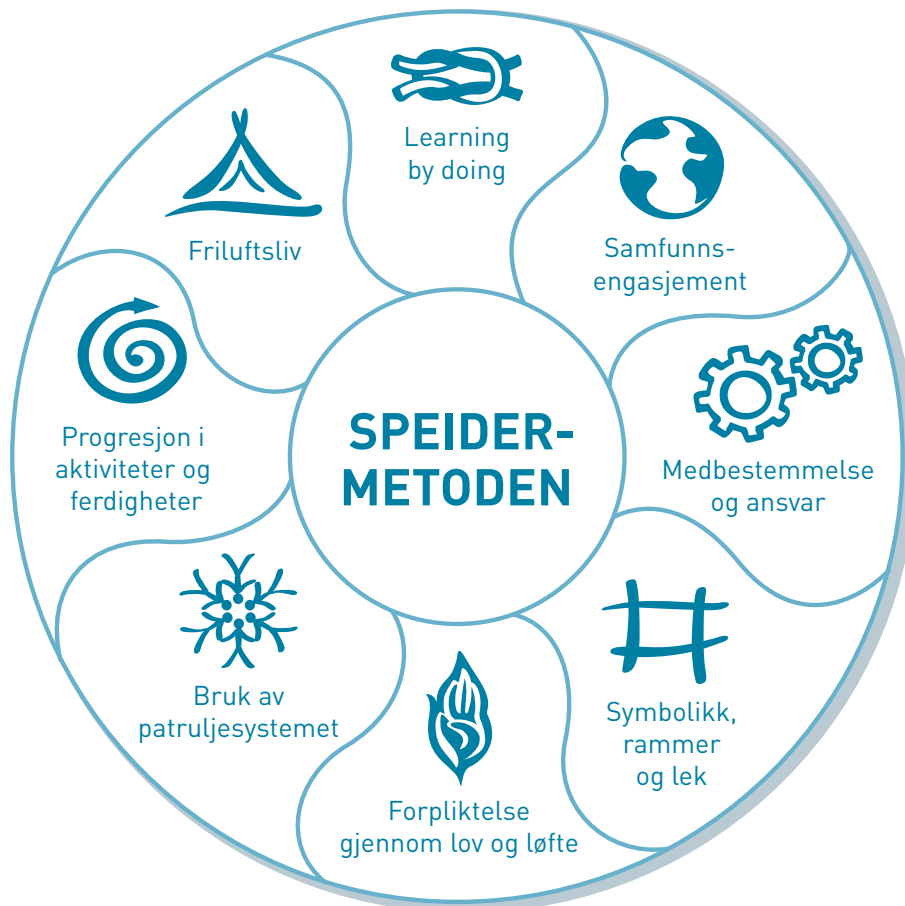 Learning
by doing
Samfunns-
engasjement
Medbestemmelse
og ansvar
Symbolikk,
rammer
og lek
Forpliktelse
gjennom lov og løfte
Bruk av
patruljesystemet
Progresjon i
aktiviteter og
ferdigheter
Friluftsliv
SPEIDER-
METODEN